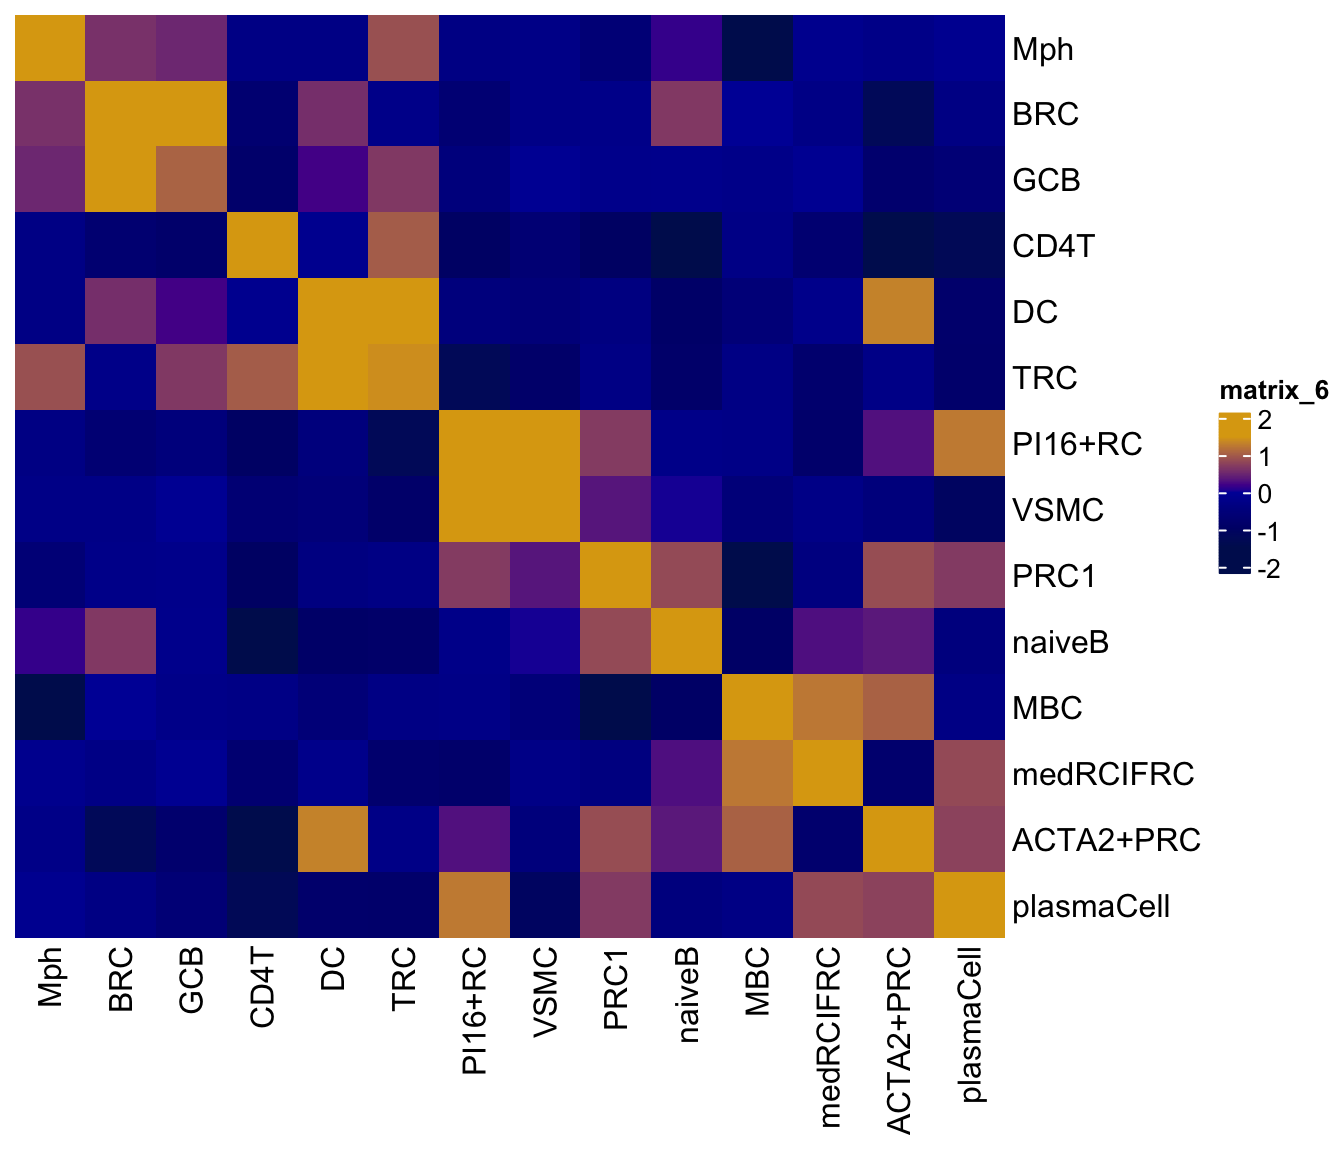 Mph
BRC
GCB
CD4T
DC
TRC
PI16+RC
VSMC
PRC1
naiveB
MBC
medRCIFRC
ACTA2+PRC
plasmaCell
matrix_6
2
1
0
-1
-2
Mph
BRC
GCB
CD4T
DC
TRC
PI16+RC
VSMC
PRC1
naiveB
MBC
medRCIFRC
ACTA2+PRC
plasmaCell